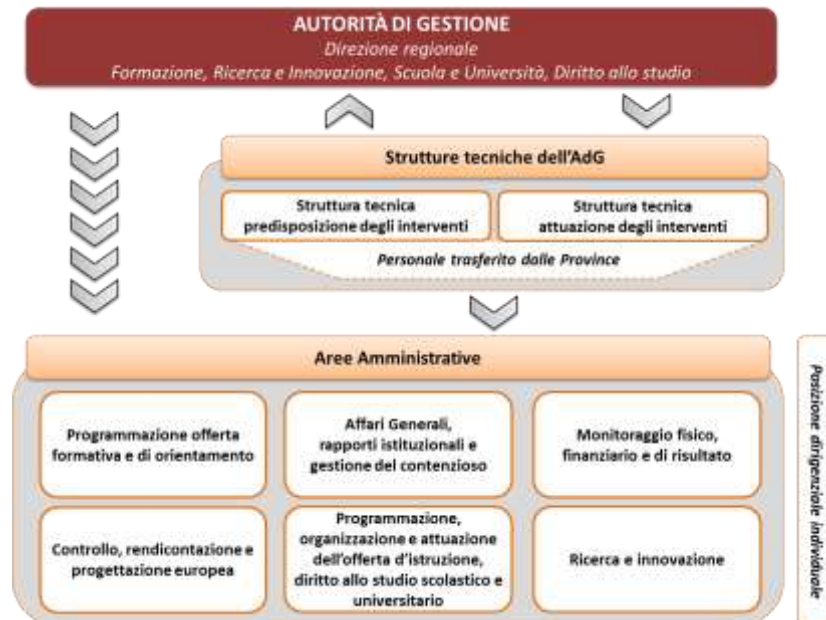 AUTORITÀ DI GESTIONE
Direzione regionale
Formazione, Ricerca e Innovazione, Scuola e Università, Diritto allo studio
Strutture tecniche dell'AdG
Struttura tecnica
predisposizione degli interventi
Struttura tecnica
attuazione degli interventi
Personale trasferito dalle Province
Aree Amministrative
Programmazione offerta
formativa e di orientamento
Affari Generali,
rapporti istituzionali e
gestione del contenzioso
Monitoraggio fisico,
finanziario e di risultato
Controllo, rendicontazione e
progettazione europea
Programmazione,
organizzazione e attuazione
dell'offerta d'istruzione,
diritto allo studio scolastico e
universitario
Ricerca e innovazione
Posizione dirigenziale individuale